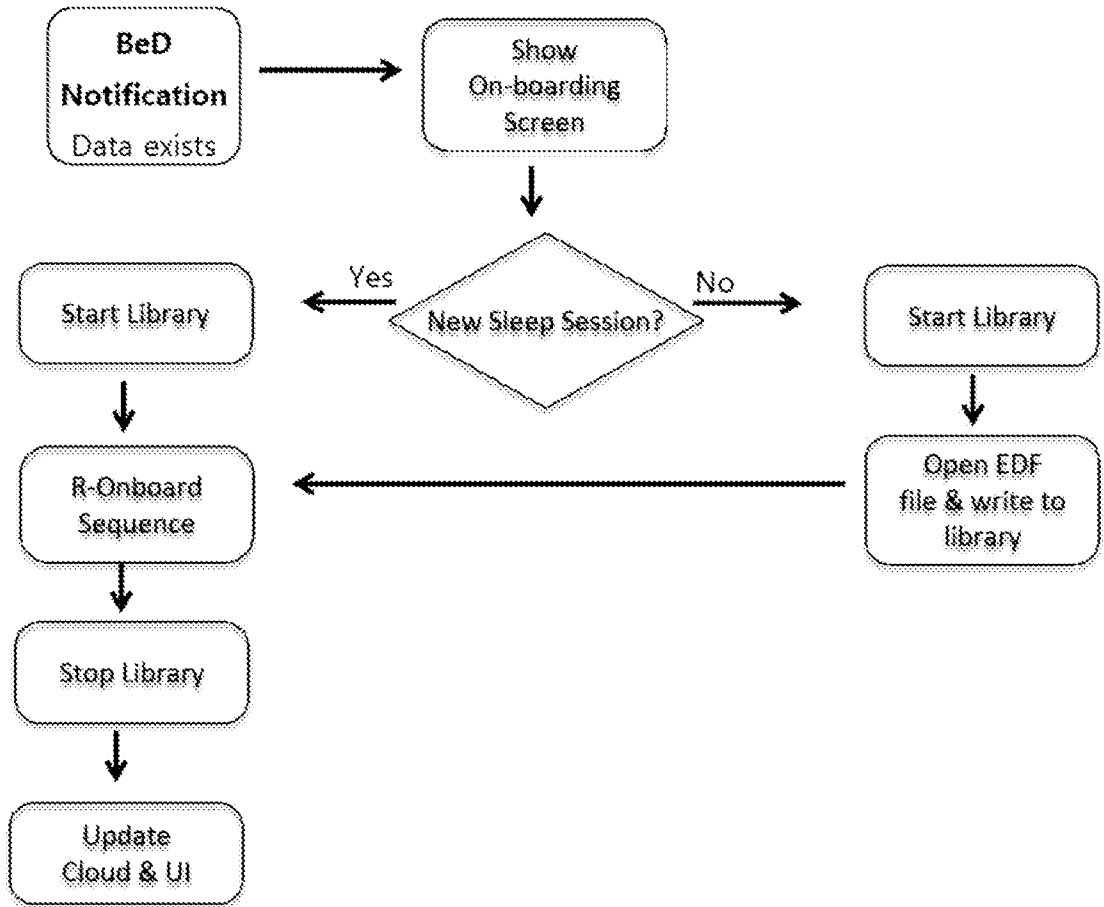 BeD
Notification
Data exists
Show
On-boarding
Screen
New Sleep Session?
Yes
No
Start Library
Start Library
R-Onboard
Sequence
Open EDF
file & write to
library
Stop Library
Update
Cloud & UI